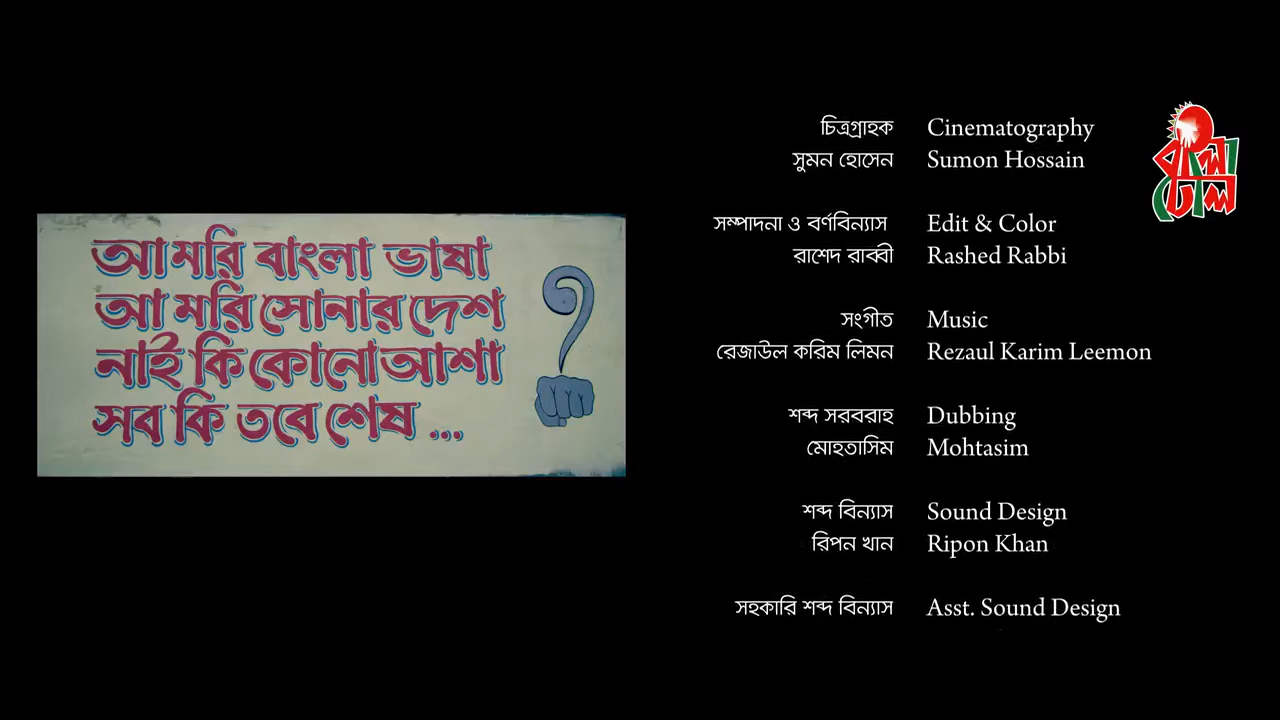 আ মরি বাংলা ভাষা
আ মরি সোনার দেশ
নাই কি কোনো আশা
সব কি তবে শেষ ...
?
চিত্রগ্রাহক Cinematography
সুমন হোসেন Sumon Hossain
সম্পাদনা ও বর্ণবিন্যাস Edit & Color
রাশেদ রাব্বী Rashed Rabbi
সংগীত Music
রেজাউল করিম লিমন Rezaul Karim Leemon
শব্দ সরবরাহ Dubbing
মোহতাসিম Mohtasim
শব্দ বিন্যাস Sound Design
রিপন খান Ripon Khan
সহকারি শব্দ বিন্যাস Asst. Sound Design
বাংলা
ঢোল